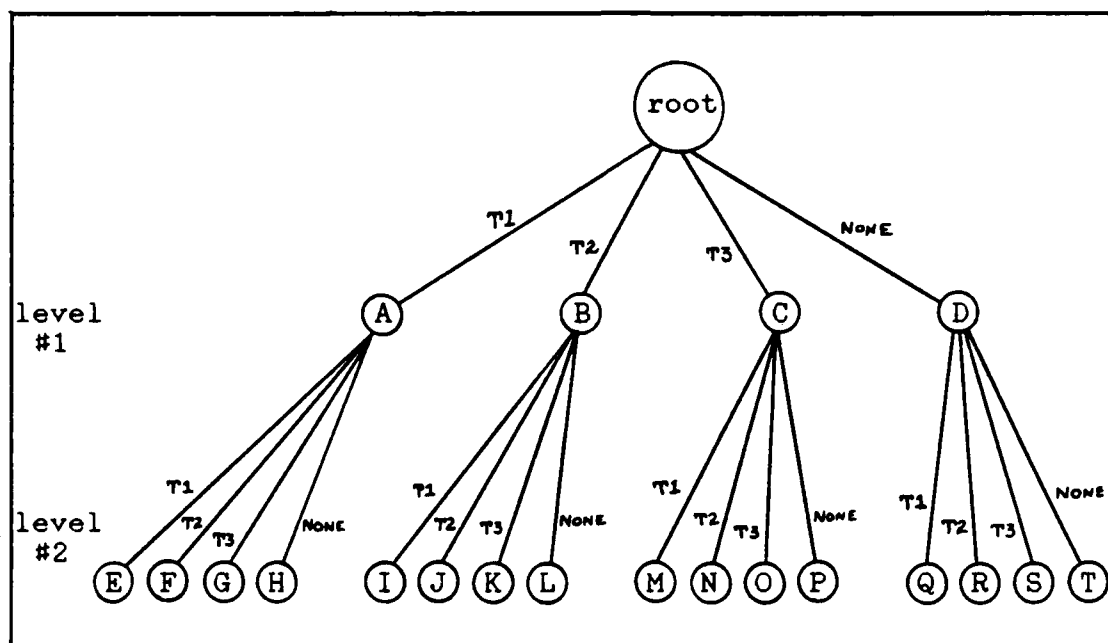 root
T1
T2
T3
NONE
level
#1
A
B
C
D
T1
T2
T3
NONE
T1
T2
T3
NONE
T1
T2
T3
NONE
T1
T2
T3
NONE
level
#2
E
F
G
H
I
J
K
L
M
N
O
P
Q
R
S
T